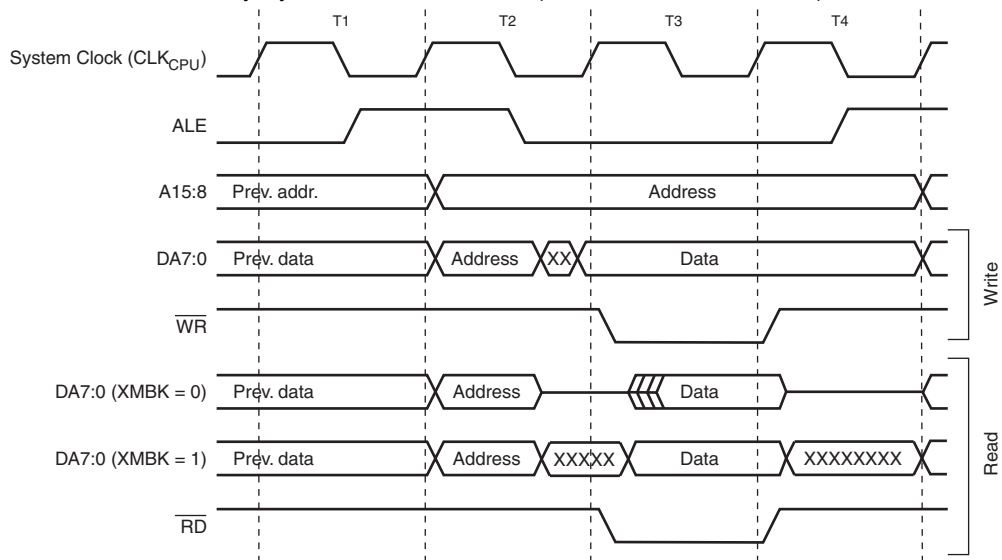 T1 T2 T3 T4
System Clock (CLKCPU)
ALE
A15:8 Prev. addr. Address
DA7:0 Prev. data Address XX Data
WR
Write
DA7:0 (XMBK = 0) Prev. data Address Data
DA7:0 (XMBK = 1) Prev. data Address XXXXX Data XXXXXXXX
RD
Read